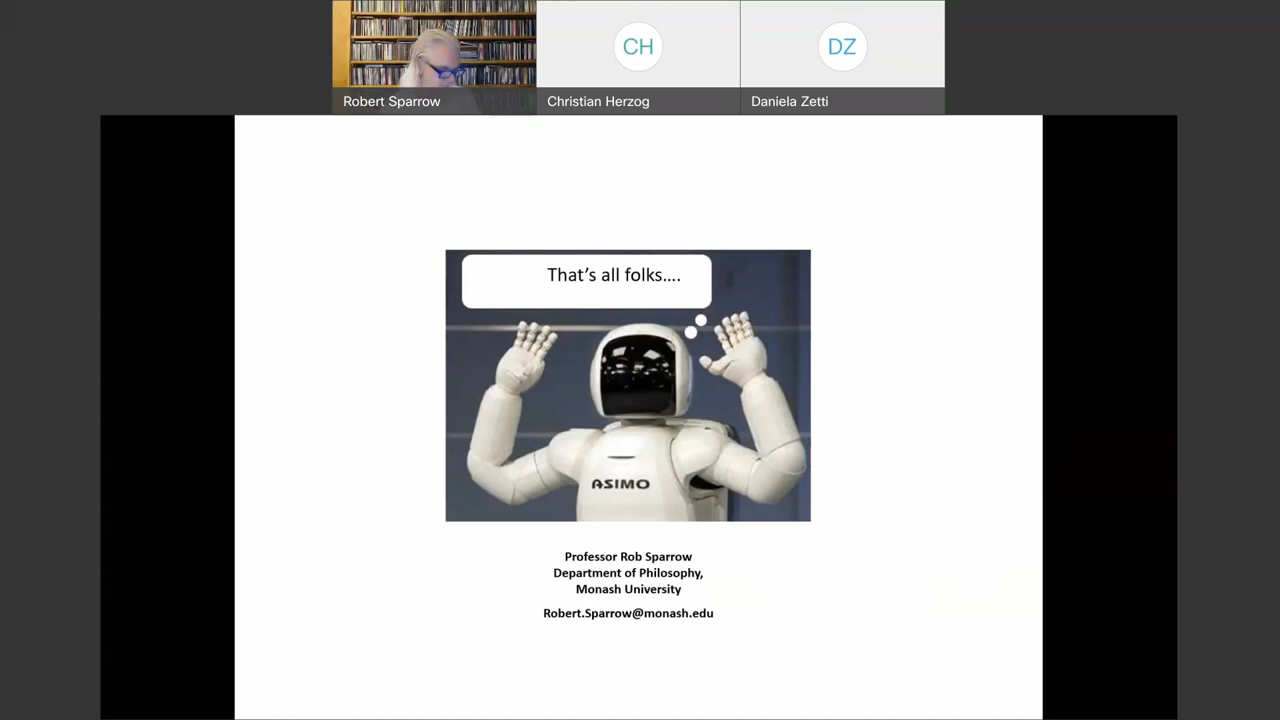 CH
DZ
Robert Sparrow
Christian Herzog
Daniela Zetti
That's all folks....
ASIMO
Professor Rob Sparrow
Department of Philosophy,
Monash University
Robert.Sparrow@monash.edu